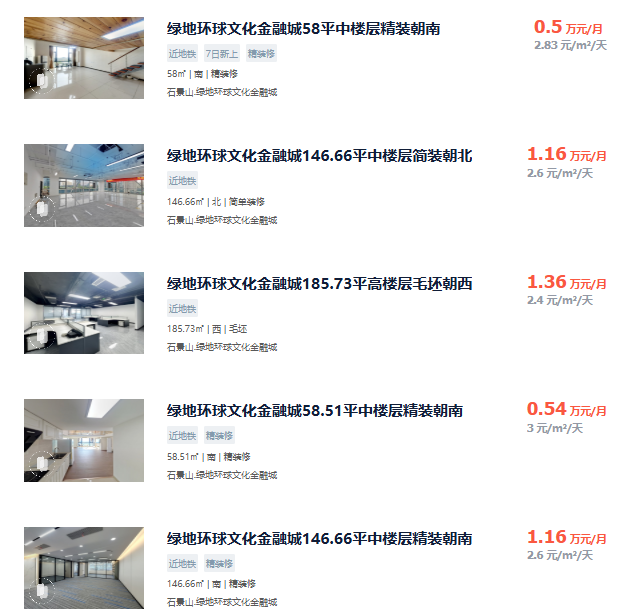 绿地环球文化金融城58平中楼层精装朝南
0.5 万元/月
近地铁 7日新上 精装修
2.83 元/m²/天
58㎡ | 南 | 精装修
石景山.绿地环球文化金融城
绿地环球文化金融城146.66平中楼层简装朝北
1.16 万元/月
近地铁
2.6 元/m²/天
146.66㎡ | 北 | 简单装修
石景山.绿地环球文化金融城
绿地环球文化金融城185.73平高楼层毛坯朝西
1.36 万元/月
近地铁
2.4 元/m²/天
185.73㎡ | 西 | 毛坯
石景山.绿地环球文化金融城
绿地环球文化金融城58.51平中楼层精装朝南
0.54 万元/月
近地铁 精装修
3 元/m²/天
58.51㎡ | 南 | 精装修
石景山.绿地环球文化金融城
绿地环球文化金融城146.66平中楼层精装朝南
1.16 万元/月
近地铁 精装修
2.6 元/m²/天
146.66㎡ | 南 | 精装修
石景山.绿地环球文化金融城